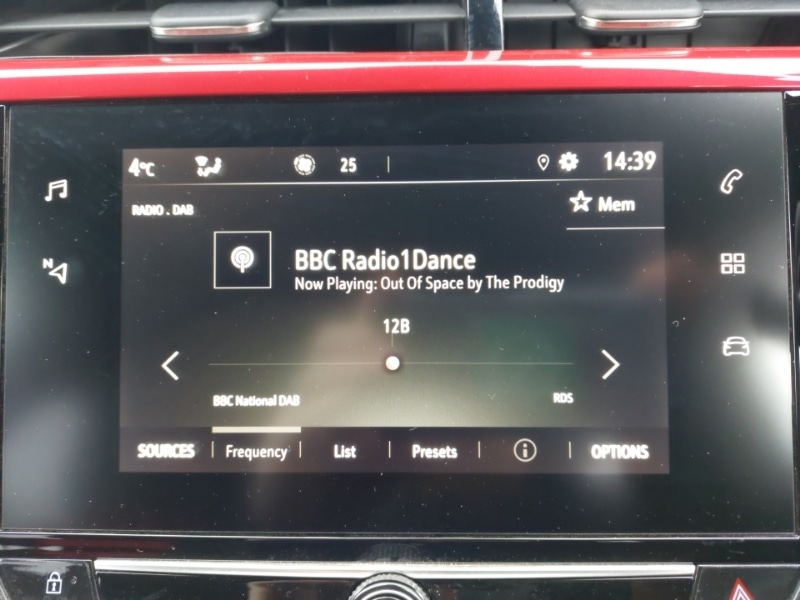 4°C 25 14:39
RADIO . DAB
Mem
BBC Radio1Dance
Now Playing: Out Of Space by The Prodigy
12B
BBC National DAB RDS
SOURCES Frequency List Presets OPTIONS
N